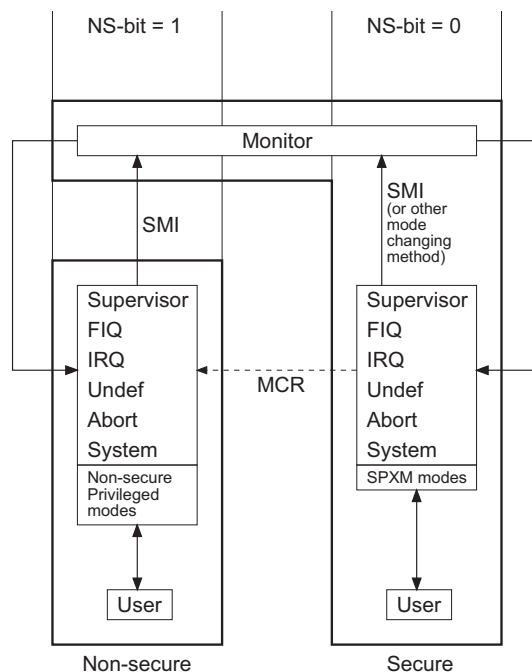 NS-bit = 1
NS-bit = 0
Monitor
SMI
SMI
(or other
mode
changing
method)
Supervisor
FIQ
IRQ
Undef
Abort
System
Non-secure
Privileged
modes
MCR
Supervisor
FIQ
IRQ
Undef
Abort
System
SPXM modes
User
User
Non-secure
Secure